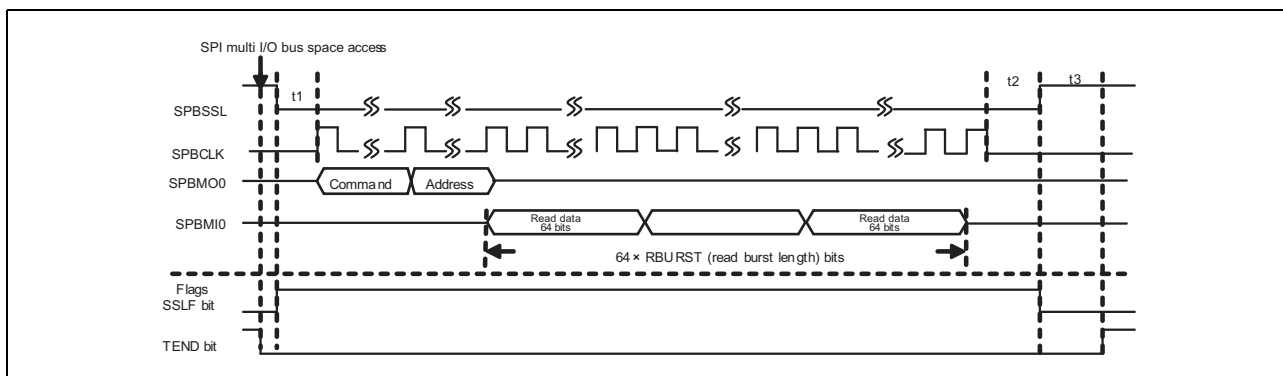 SPI multi I/O bus space access
t1
t2
t3
SPBSSL
SPBCLK
SPBMO0
Command
Address
SPBMI0
Read data
64 bits
Read data
64 bits
64 × RBURST (read burst length) bits
Flags
SSLF bit
TEND bit